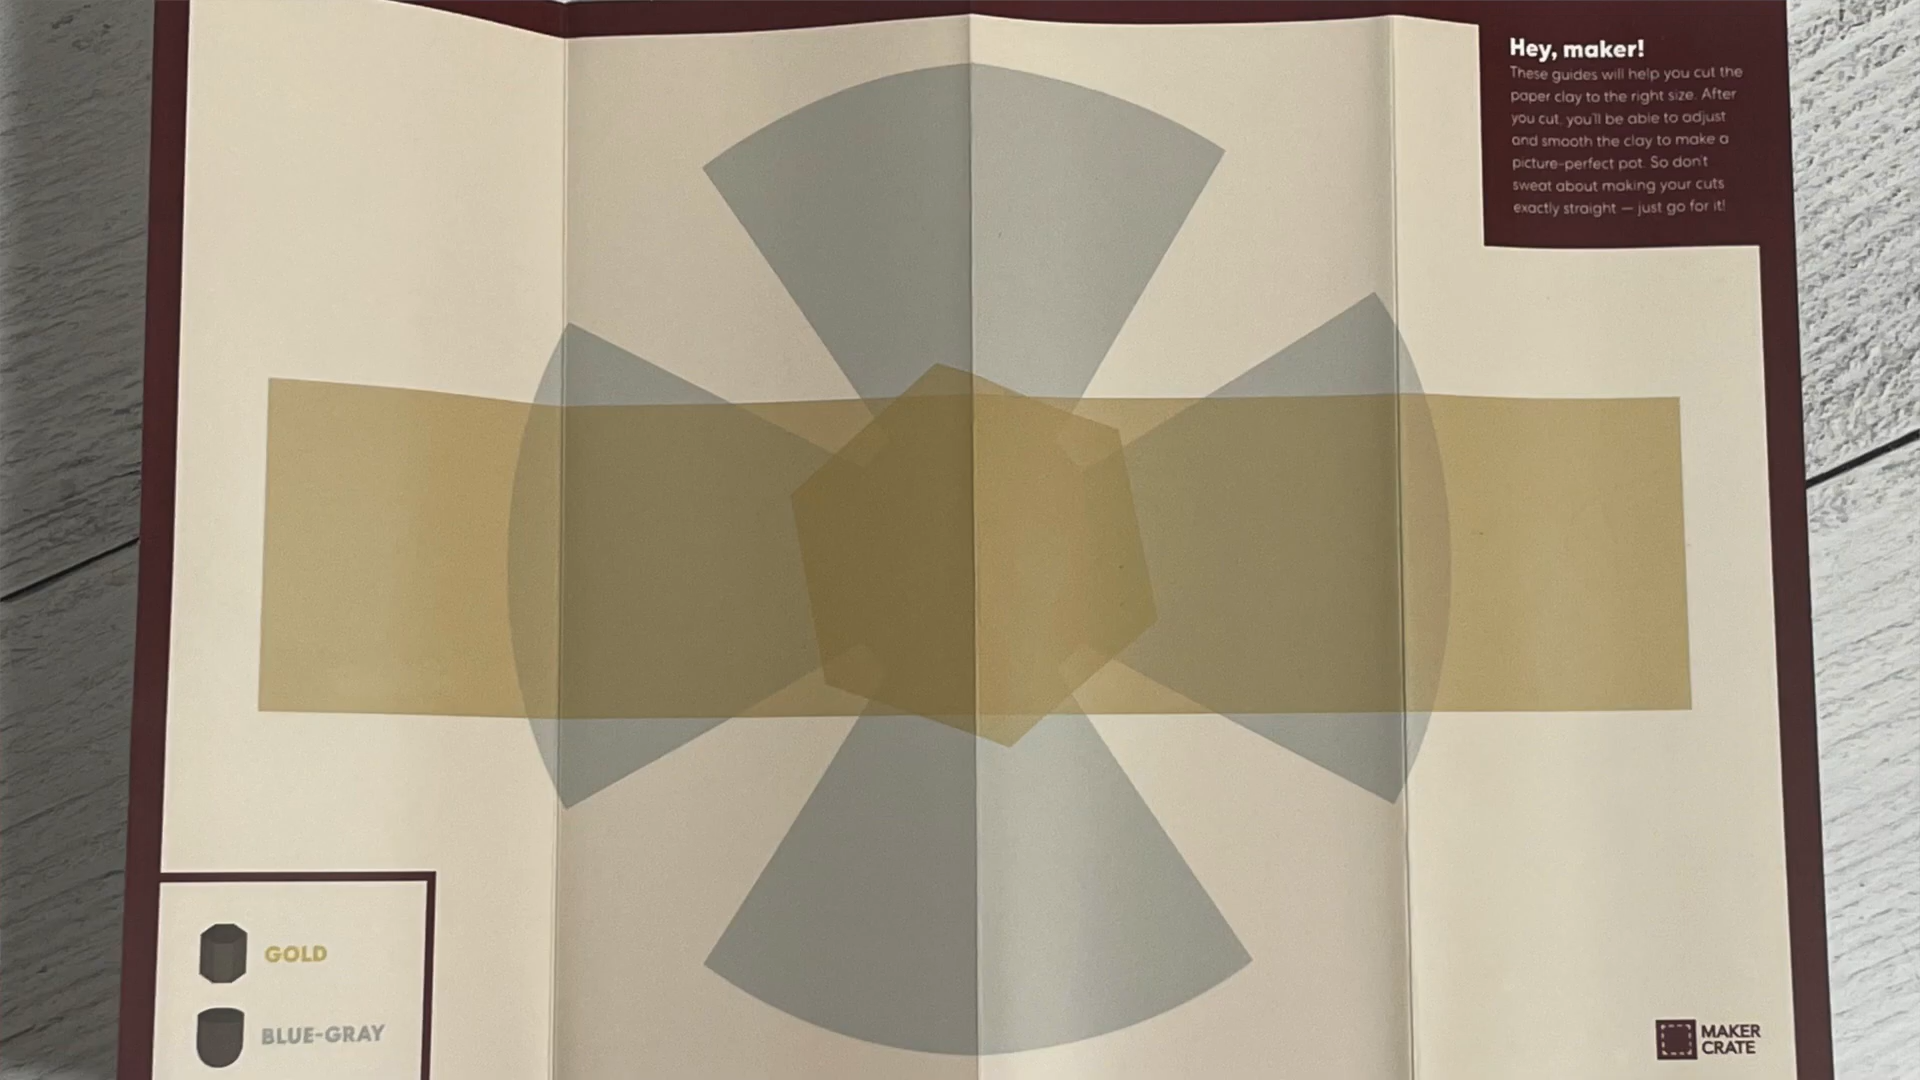 Hey, maker!
These guides will help you cut the
paper clay to the right size. After
you cut, you'll be able to adjust
and smooth the clay to make a
picture-perfect pot. So don't
sweat about making your cuts
exactly straight — just go for it!
GOLD
BLUE-GRAY
MAKER
CRATE